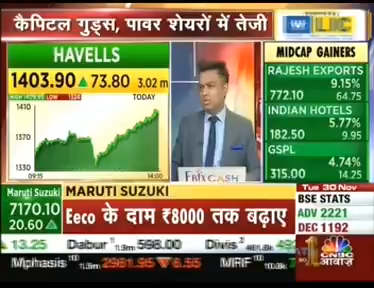 कैपिटल गुड्स, पावर शेयरों में तेजी
LIC
HAVELLS
1403.90 ▲ 73.80 3.02 m
TODAY
1410
1370
1330
09:15 14:00
EBIXCASH
MIDCAP GAINERS
RAJESH EXPORTS
9.15%
772.10 64.75
INDIAN HOTELS
5.77%
182.50 9.95
GSPL
4.74%
315.00 14.25
Maruti Suzuki
7170.10
20.60 ▲
MARUTI SUZUKI
Eeco के दाम ₹8000 तक बढ़ाए
Tue 30 Nov
BSE STATS
ADV 2221
DEC 1192
CNBC
आवाज़
13.25 Dabur 598.00 Divis
Mphasis 2981.95 ▼ 6.55 MRF